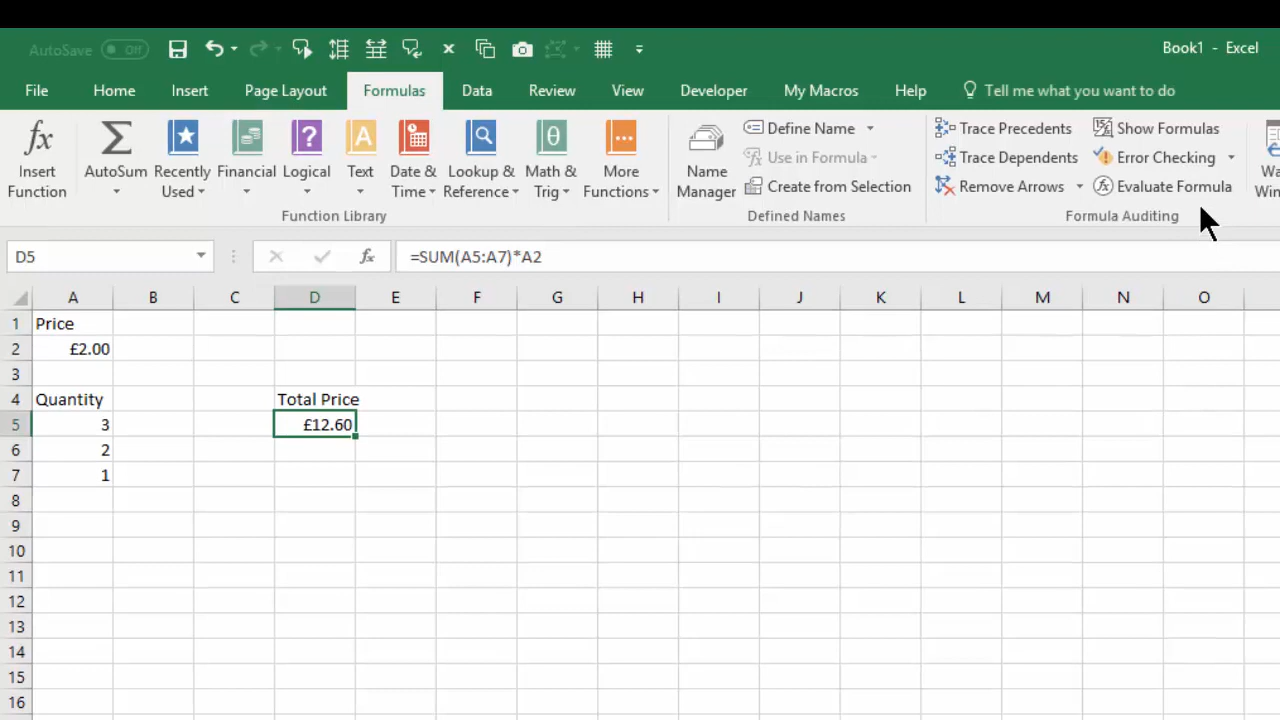 AutoSave Off Book1 - Excel
File Home Insert Page Layout Formulas Data Review View Developer My Macros Help Tell me what you want to do
fx Σ ? A θ
Insert Function
AutoSum
Recently Used
Financial
Logical
Text
Date & Time
Lookup & Reference
Math & Trig
More Functions
Function Library
Name Manager
Define Name
Use in Formula
Create from Selection
Defined Names
Trace Precedents
Trace Dependents
Remove Arrows
Show Formulas
Error Checking
Evaluate Formula
Formula Auditing
D5 fx =SUM(A5:A7)*A2
A B C D E F G H I J K L M N O
1 Price
2 £2.00
3
4 Quantity Total Price
5 3 £12.60
6 2
7 1
8
9
10
11
12
13
14
15
16